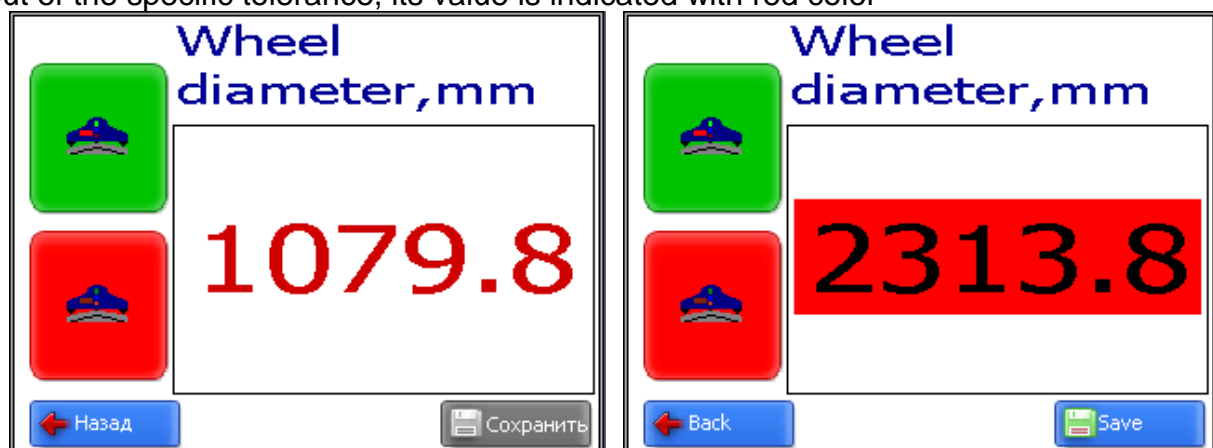 out of the specific tolerance, its value is indicated with red color
Wheel
diameter,mm
1079.8
Назад
Сохранить
Wheel
diameter,mm
2313.8
Back
Save